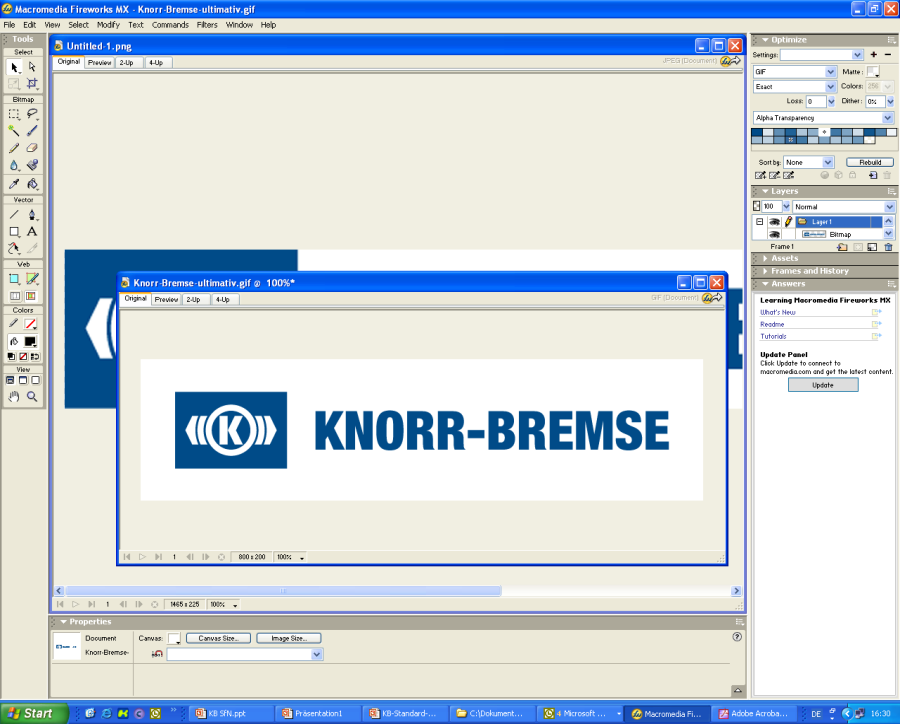 Macromedia Fireworks MX - Knorr-Bremse-ultimativ.gif
File Edit View Select Modify Text Commands Filters Window Help
Tools
Select
Bitmap
Vector
Web
Colors
View
Untitled-1.png
Original Preview 2-Up 4-Up
JPEG (Document)
Knorr-Bremse-ultimativ.gif @ 100%*
Original Preview 2-Up 4-Up
GIF (Document)
K
KNORR-BREMSE
1 800 x 200 100%
1 1465 x 225 100%
Properties
Document
Knorr-Bremse-
Canvas: Canvas Size... Image Size...
Optimize
Settings:
GIF Matte:
Exact Colors: 256
Loss: 0 Dither: 0%
Alpha Transparency
Sort by: None Rebuild
Layers
100 Normal
Layer 1
Bitmap
Frame 1
Assets
Frames and History
Answers
Learning Macromedia Fireworks MX
What's New
Readme
Tutorials
Update Panel
Click Update to connect to
macromedia.com and get the latest content.
Update
Start
KB SfN.ppt
Präsentation1
KB-Standard-...
C:\Dokument...
4 Microsoft ...
Macromedia Fi...
Adobe Acroba...
DE
16:30